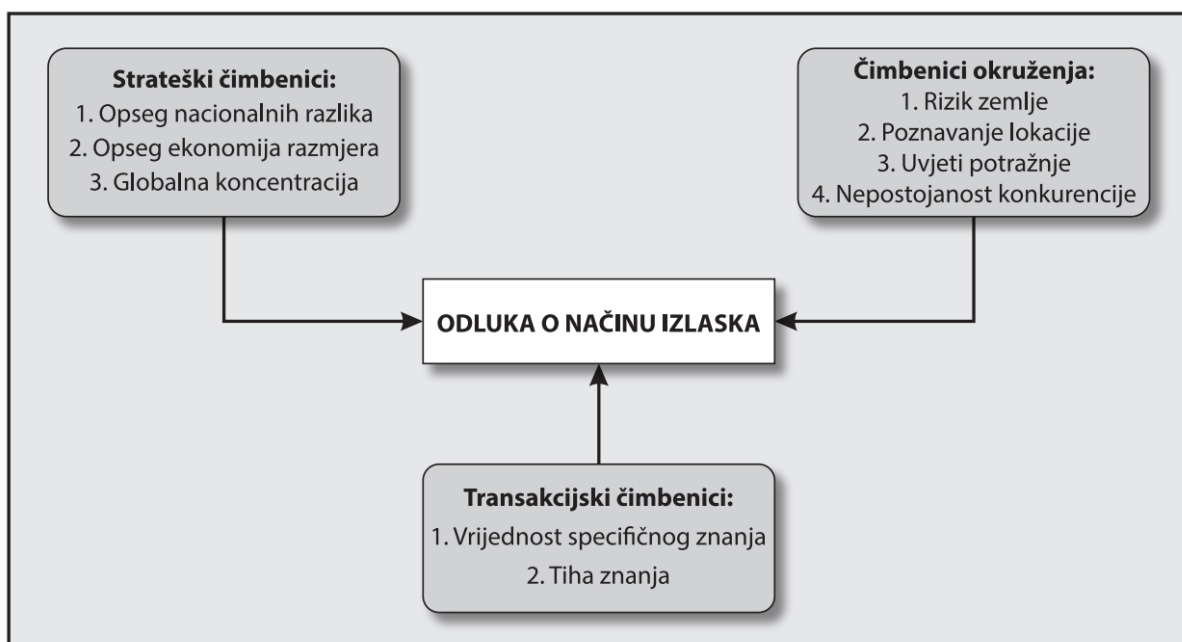 Strateški čimbenici:
1. Opseg nacionalnih razlika
2. Opseg ekonomija razmjera
3. Globalna koncentracija
Čimbenici okruženja:
1. Rizik zemlje
2. Poznavanje lokacije
3. Uvjeti potražnje
4. Nepostojanost konkurencije
ODLUKA O NAČINU IZLASKA
Transakcijski čimbenici:
1. Vrijednost specifičnog znanja
2. Tiha znanja